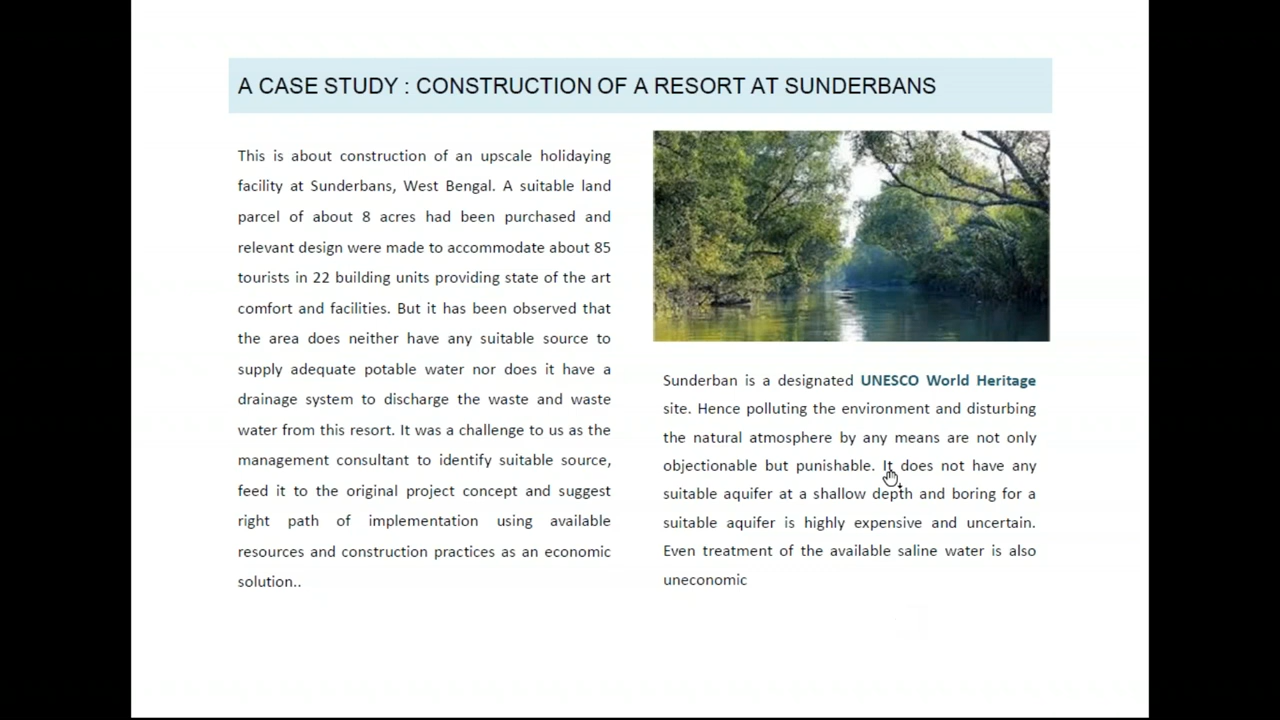 A CASE STUDY : CONSTRUCTION OF A RESORT AT SUNDERBANS
This is about construction of an upscale holidaying
facility at Sunderbans, West Bengal. A suitable land
parcel of about 8 acres had been purchased and
relevant design were made to accommodate about 85
tourists in 22 building units providing state of the art
comfort and facilities. But it has been observed that
the area does neither have any suitable source to
supply adequate potable water nor does it have a
drainage system to discharge the waste and waste
water from this resort. It was a challenge to us as the
management consultant to identify suitable source,
feed it to the original project concept and suggest
right path of implementation using available
resources and construction practices as an economic
solution..
Sunderban is a designated UNESCO World Heritage
site. Hence polluting the environment and disturbing
the natural atmosphere by any means are not only
objectionable but punishable. It does not have any
suitable aquifer at a shallow depth and boring for a
suitable aquifer is highly expensive and uncertain.
Even treatment of the available saline water is also
uneconomic